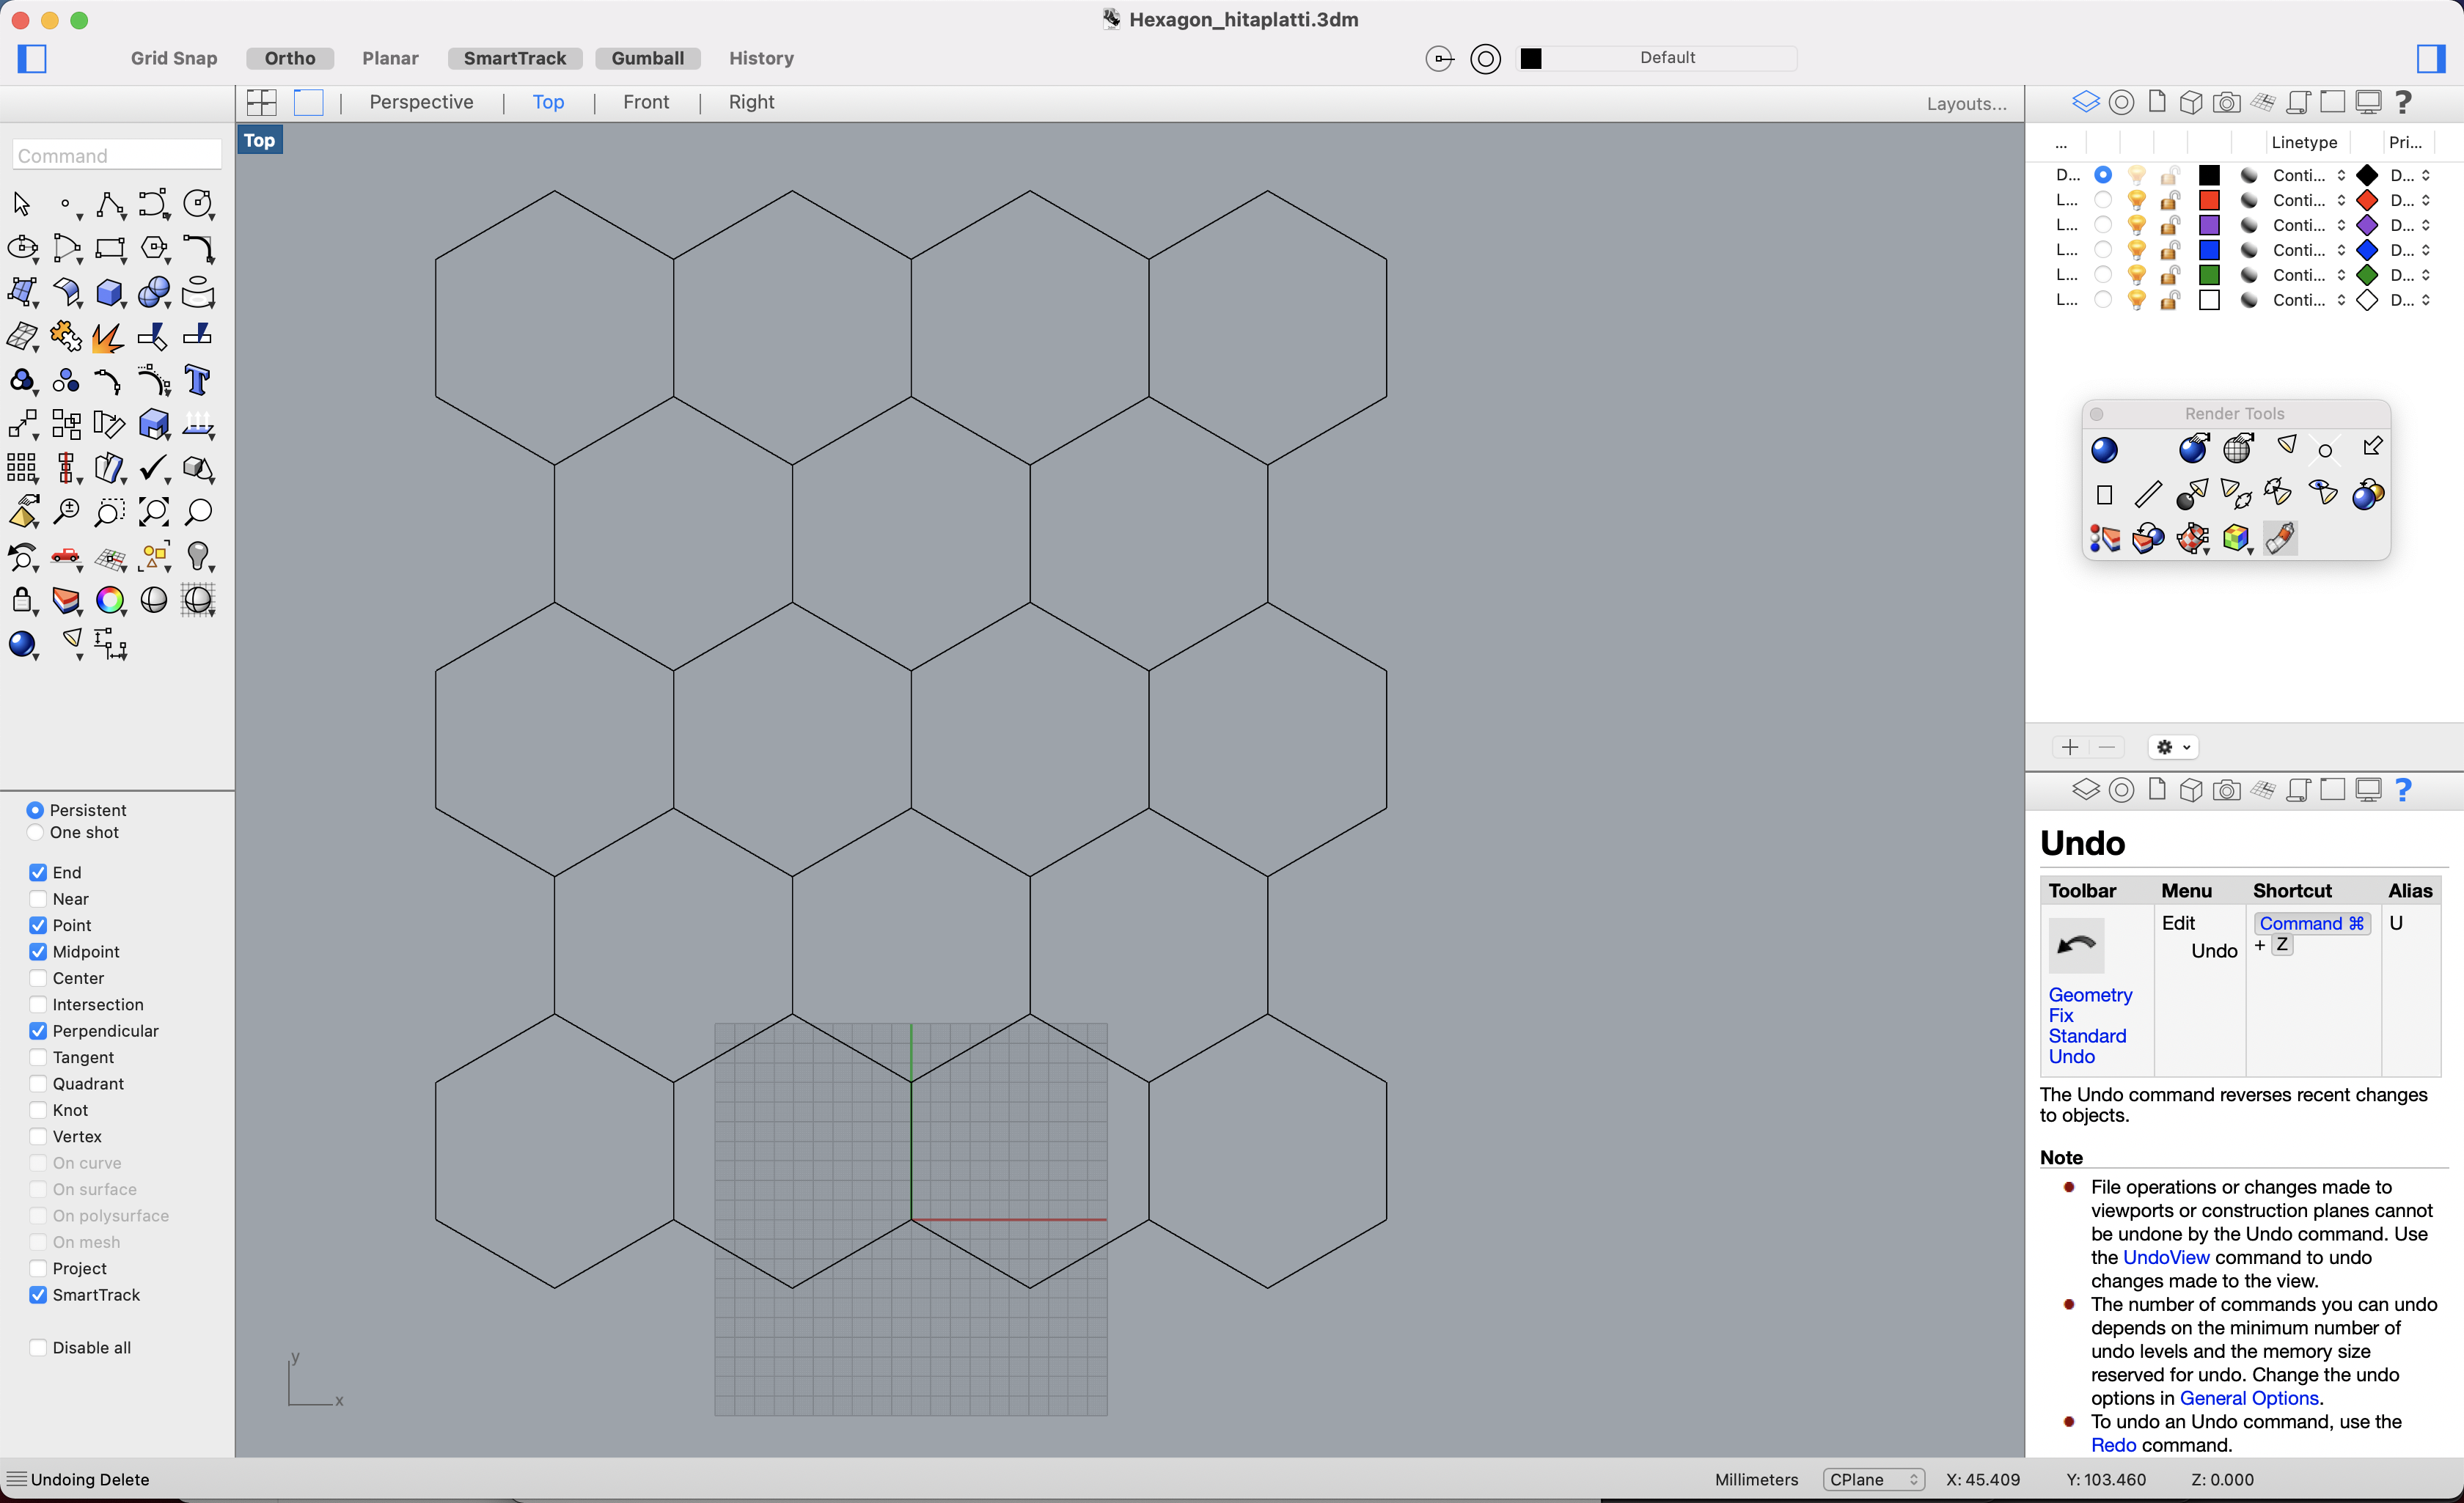 Hexagon_hitaplatti.3dm
Grid Snap Ortho Planar SmartTrack Gumball History Default
Perspective Top Front Right Layouts...
Top
Command
... Linetype Pri...
D... Conti... D...
L... Conti... D...
L... Conti... D...
L... Conti... D...
L... Conti... D...
L... Conti... D...
Render Tools
Persistent
One shot
End
Near
Point
Midpoint
Center
Intersection
Perpendicular
Tangent
Quadrant
Knot
Vertex
On curve
On surface
On polysurface
On mesh
Project
SmartTrack
Disable all
y
x
Undo
Toolbar Menu Shortcut Alias
Edit Command ⌘ U
Undo + Z
Geometry
Fix
Standard
Undo
The Undo command reverses recent changes
to objects.
Note
File operations or changes made to
viewports or construction planes cannot
be undone by the Undo command. Use
the UndoView command to undo
changes made to the view.
The number of commands you can undo
depends on the minimum number of
undo levels and the memory size
reserved for undo. Change the undo
options in General Options.
To undo an Undo command, use the
Redo command.
Undoing Delete Millimeters CPlane X: 45.409 Y: 103.460 Z: 0.000